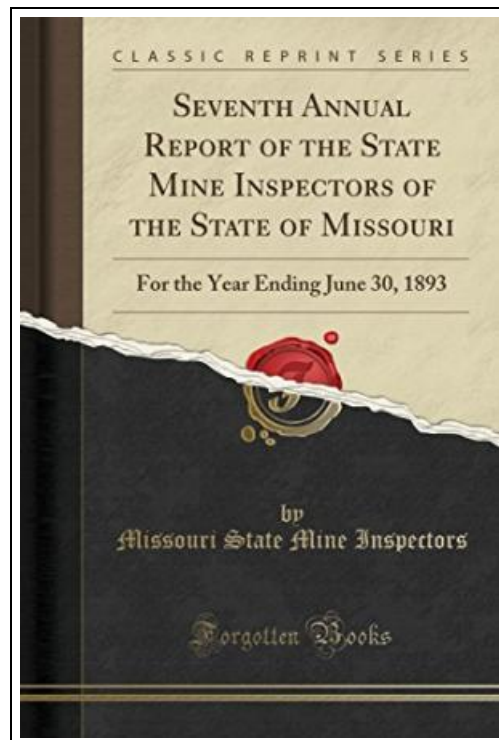 CLASSIC REPRINT SERIES
SEVENTH ANNUAL
REPORT OF THE STATE
MINE INSPECTORS OF
THE STATE OF MISSOURI
For the Year Ending June 30, 1893
F
by
Missouri State Mine Inspectors
Forgotten Books